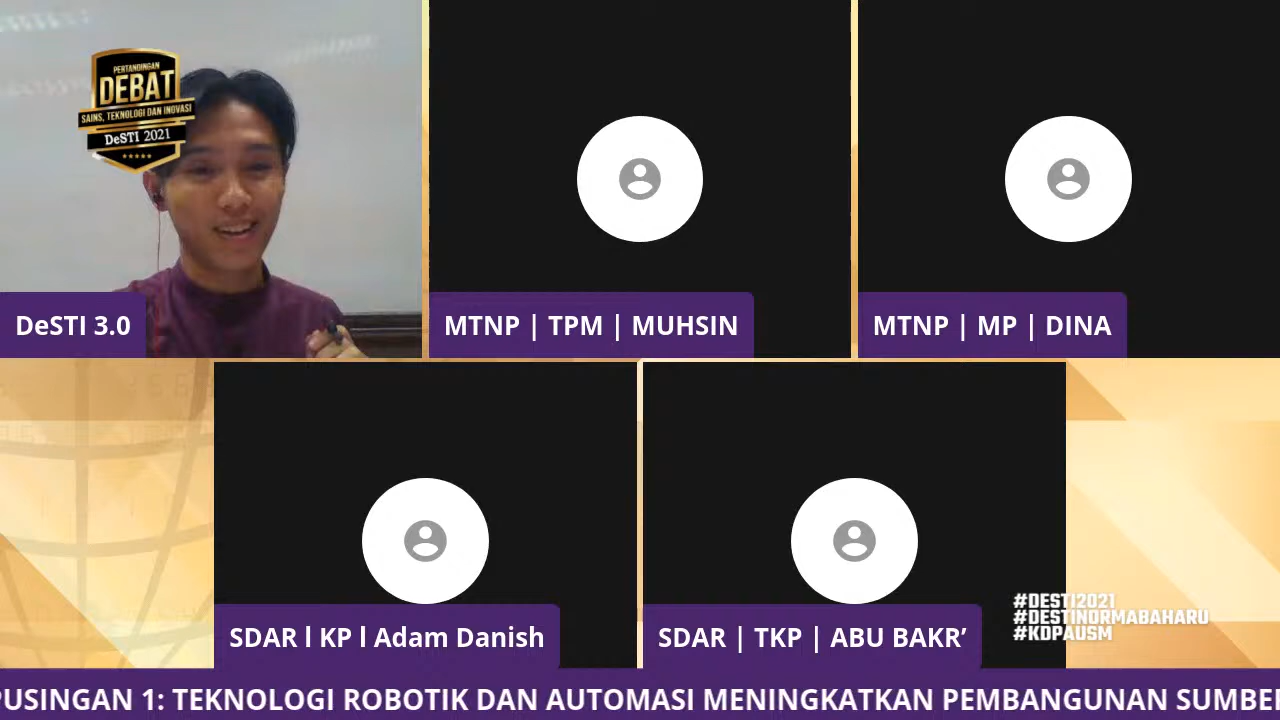 PERTANDINGAN
DEBAT
SAINS, TEKNOLOGI DAN INOVASI
DeSTI 2021
DeSTI 3.0
MTNP | TPM | MUHSIN
MTNP | MP | DINA
SDAR l KP l Adam Danish
SDAR | TKP | ABU BAKR’
#DESTI2021
#DESTINORMABAHARU
#KDPAUSM
PUSINGAN 1: TEKNOLOGI ROBOTIK DAN AUTOMASI MENINGKATKAN PEMBANGUNAN SUMBE